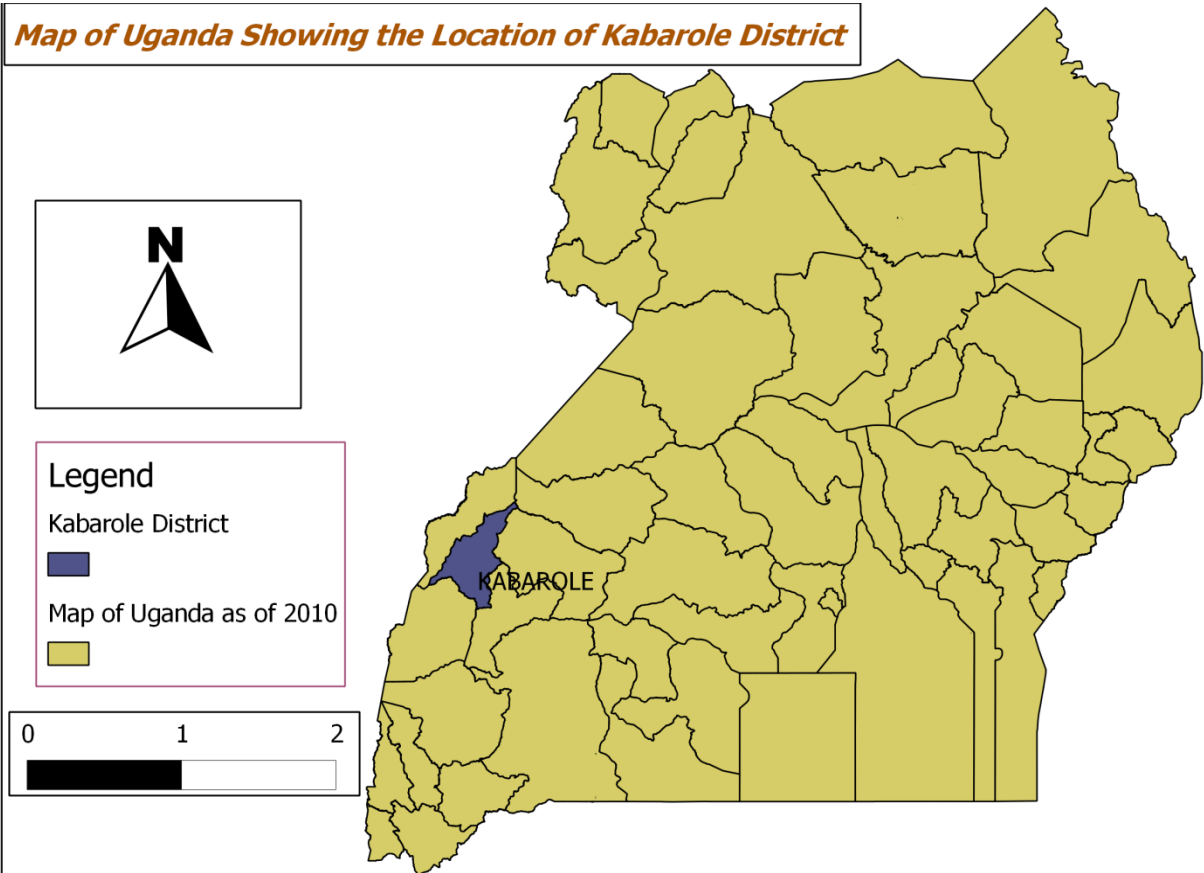 Map of Uganda Showing the Location of Kabarole District
N
Legend
Kabarole District
Map of Uganda as of 2010
0 1 2
KABAROLE